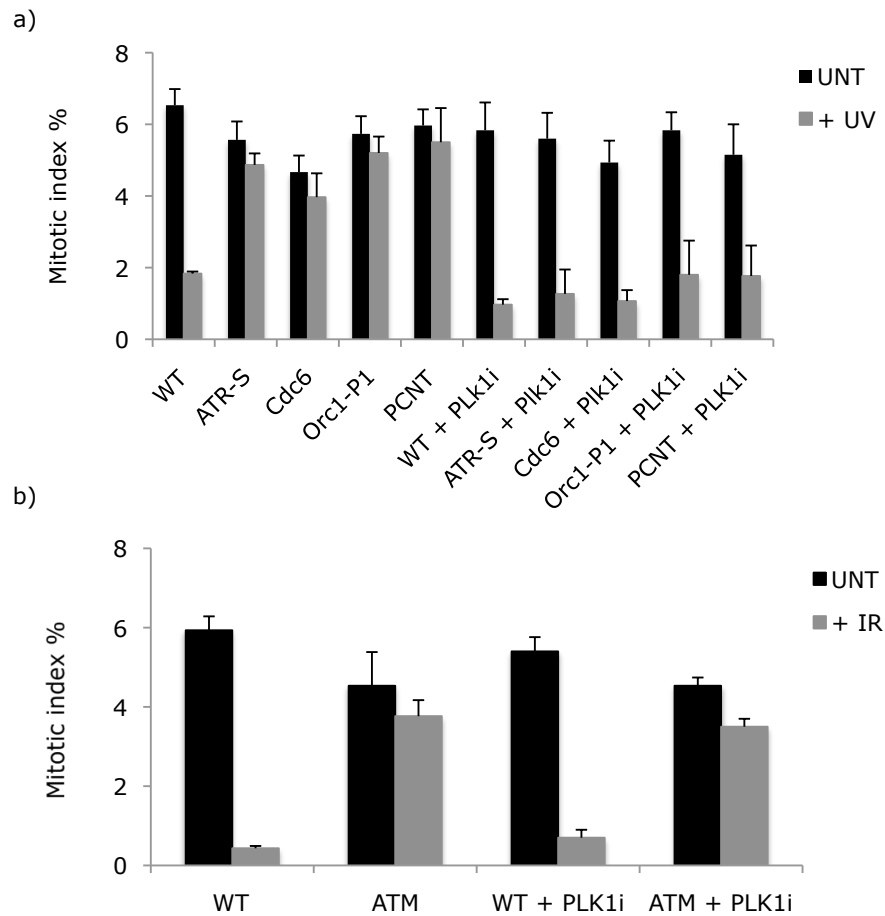 a)
Mitotic index %
8
6
4
2
0
UNT
+ UV
WT
ATR-S
Cdc6
Orc1-P1
PCNT
WT + PLk1i
ATR-S + Plk1i
Cdc6 + Plk1i
Orc1-P1 + PLK1i
PCNT + PLK1i
b)
Mitotic index %
8
6
4
2
0
UNT
+ IR
WT
ATM
WT + PLK1i
ATM + PLK1i